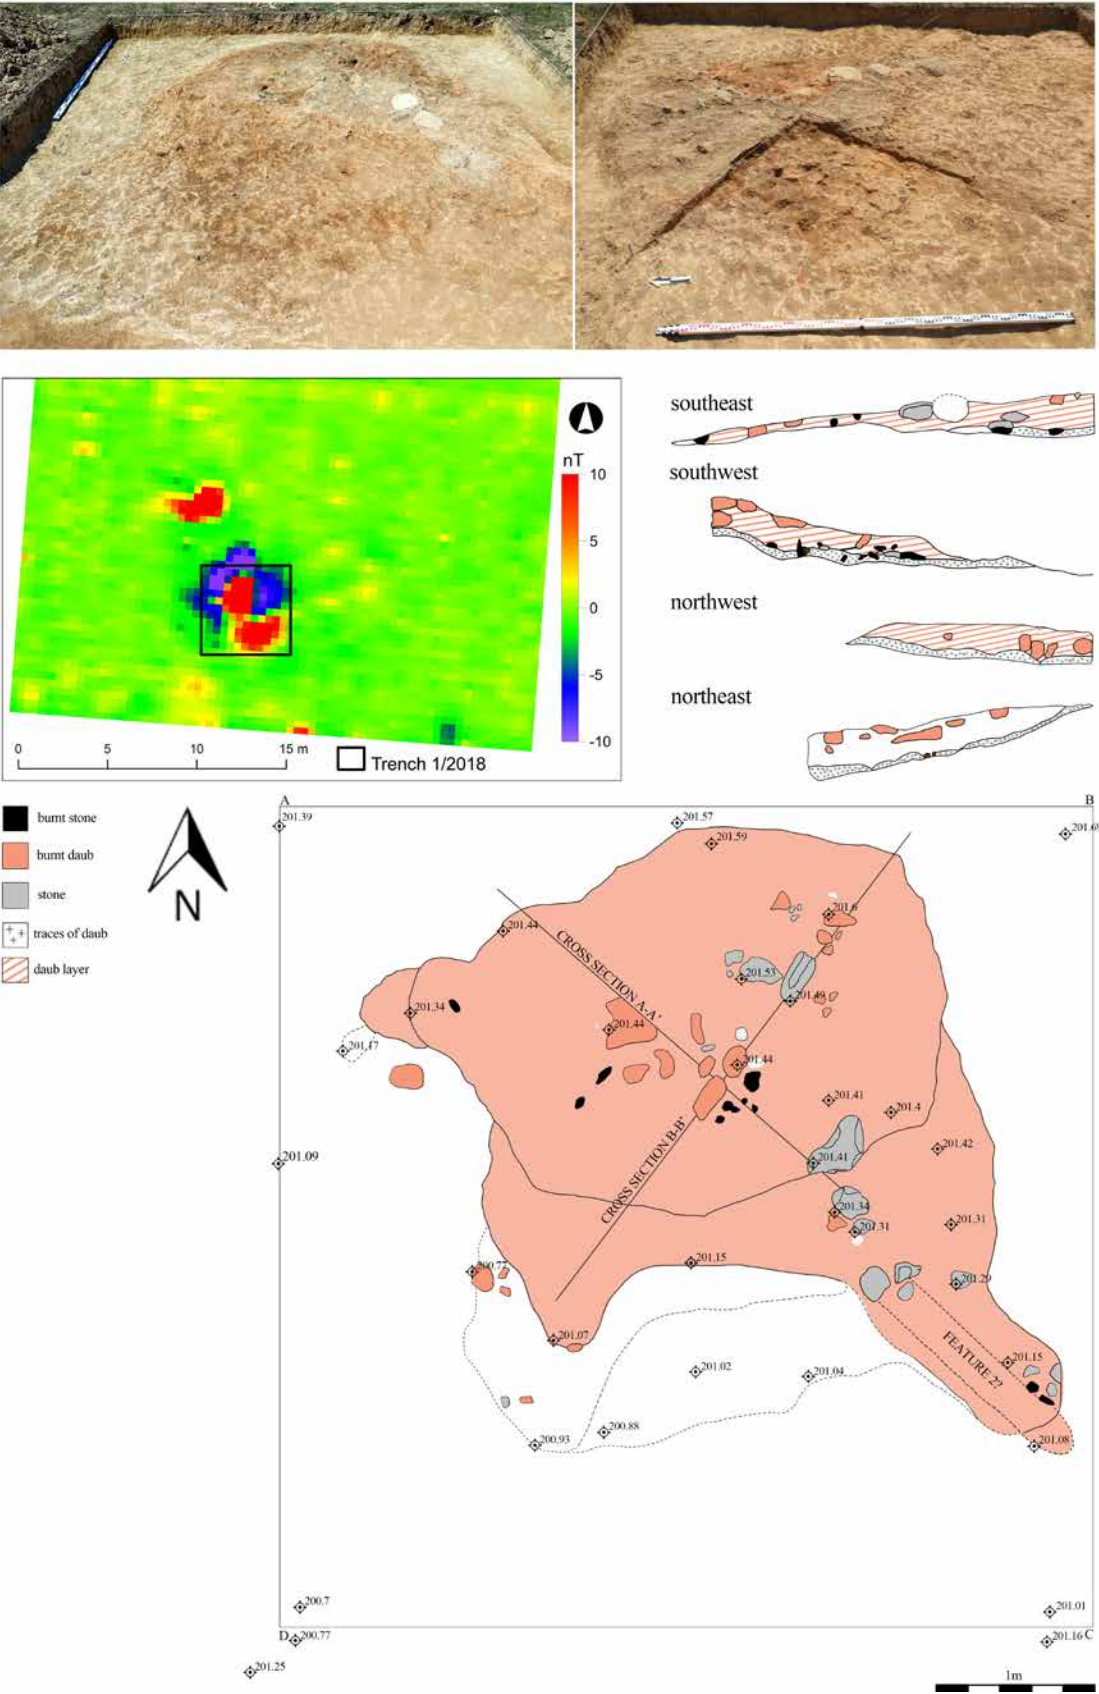 southeast
southwest
northwest
northeast
nT
10
5
0
-5
-10
0 5 10 15 m
Trench 1/2018
burnt stone
burnt daub
stone
traces of daub
daub layer
N
A
B
201.39
201.57
201.59
201.6
201.44
201.53
201.49
201.34
201.44
201.17
201.44
201.41
201.4
201.42
201.09
201.41
201.34
201.31
201.31
201.15
200.77
201.29
201.07
201.02
201.04
201.15
200.88
200.93
201.08
CROSS SECTION A-A'
CROSS SECTION B-B'
FEATURE 2?
200.7
201.01
D
200.77
201.16
C
201.25
1m